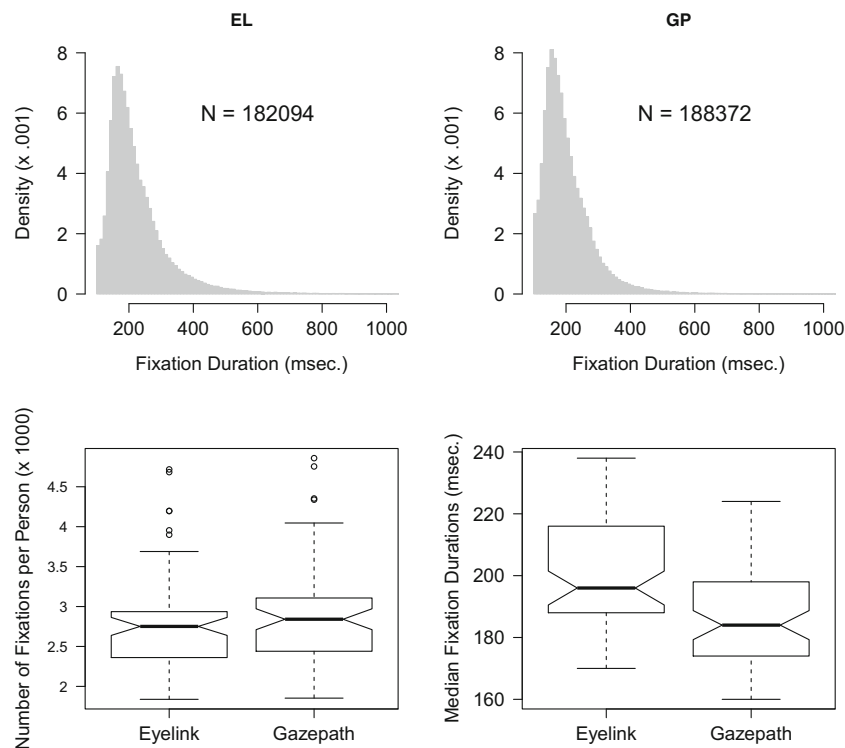 EL
Density (x .001)
8
6
4
2
0
N = 182094
200 400 600 800 1000
Fixation Duration (msec.)
GP
Density (x .001)
8
6
4
2
0
N = 188372
200 400 600 800 1000
Fixation Duration (msec.)
Number of Fixations per Person (x 1000)
4.5
4
3.5
3
2.5
2
Eyelink Gazepath
Median Fixation Durations (msec.)
240
220
200
180
160
Eyelink Gazepath